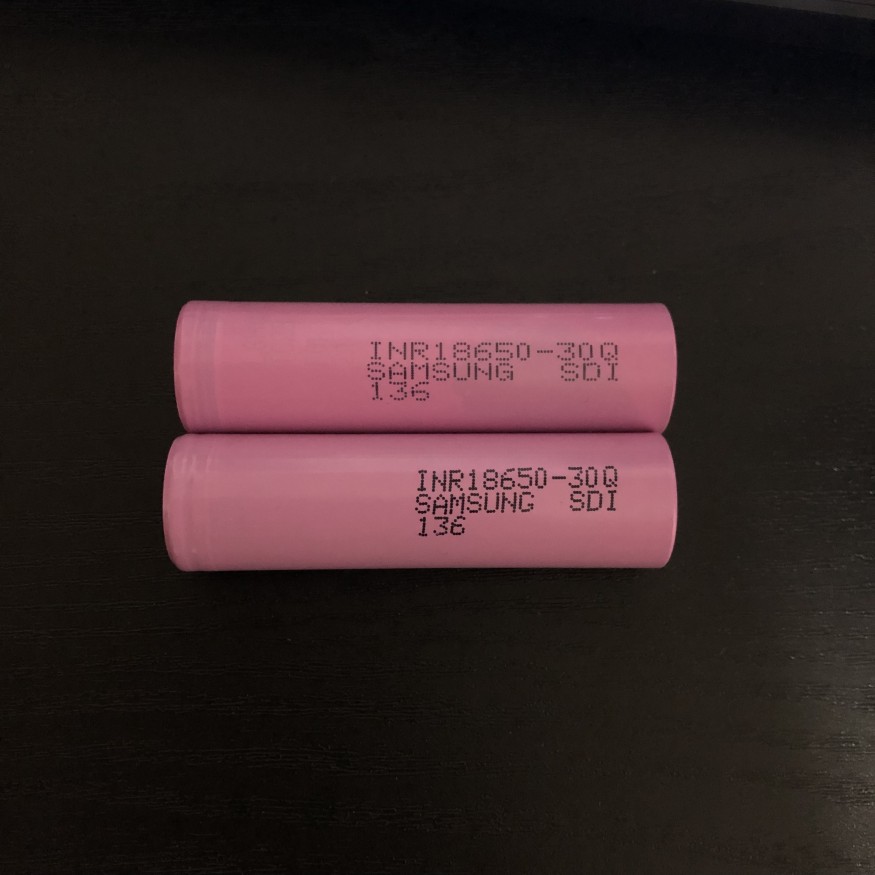 INR18650-30Q
SAMSUNG SDI
136
INR18650-30Q
SAMSUNG SDI
136